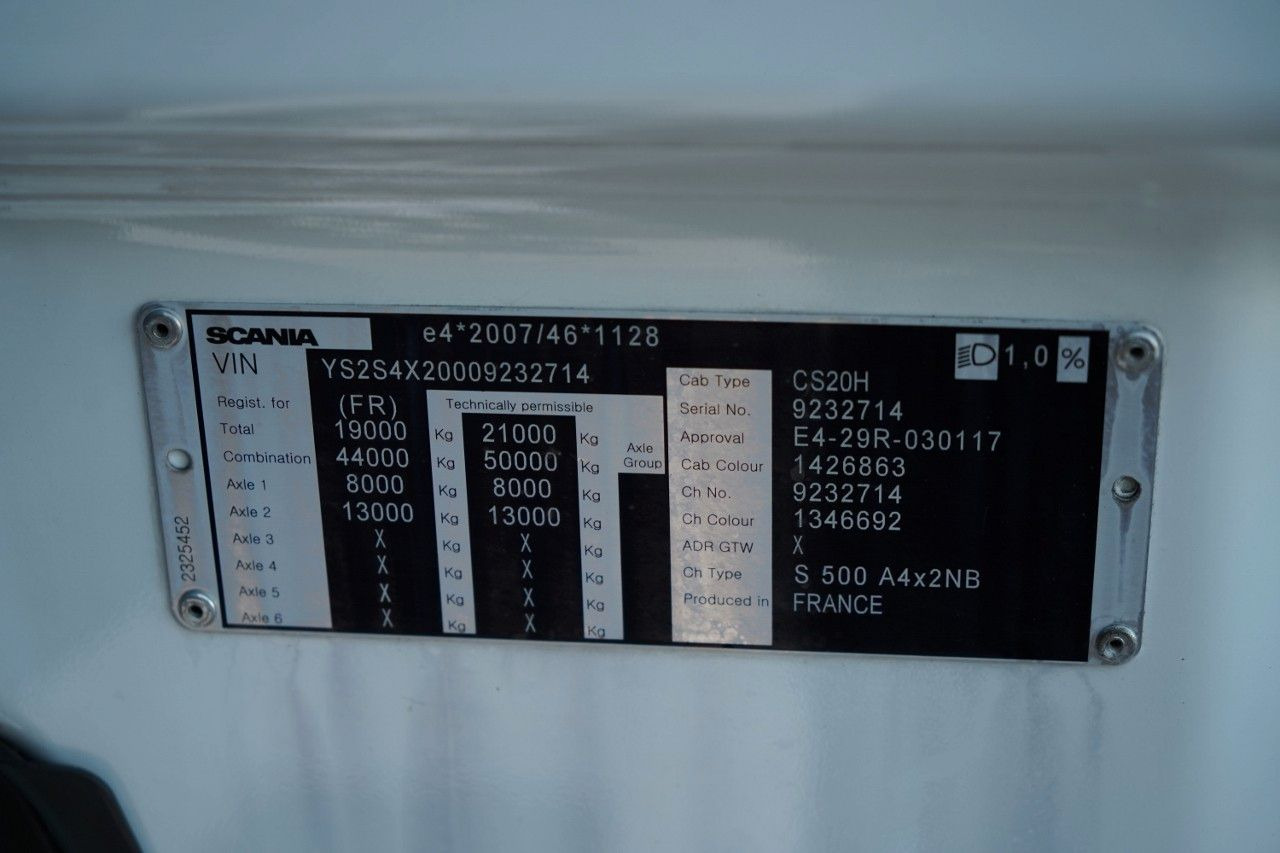 SCANIA e4*2007/46*1128 1,0 %
VIN YS2S4X20009232714
Regist. for (FR) Technically permissible
Total 19000 Kg 21000 Kg
Combination 44000 Kg 50000 Kg Axle Group
Axle 1 8000 Kg 8000 Kg
Axle 2 13000 Kg 13000 Kg
Axle 3 X Kg X Kg
Axle 4 X Kg X Kg
Axle 5 X Kg X Kg
Axle 6 X Kg X Kg
Cab Type CS20H
Serial No. 9232714
Approval E4-29R-030117
Cab Colour 1426863
Ch No. 9232714
Ch Colour 1346692
ADR GTW X
Ch Type S 500 A4x2NB
Produced in FRANCE
2325452